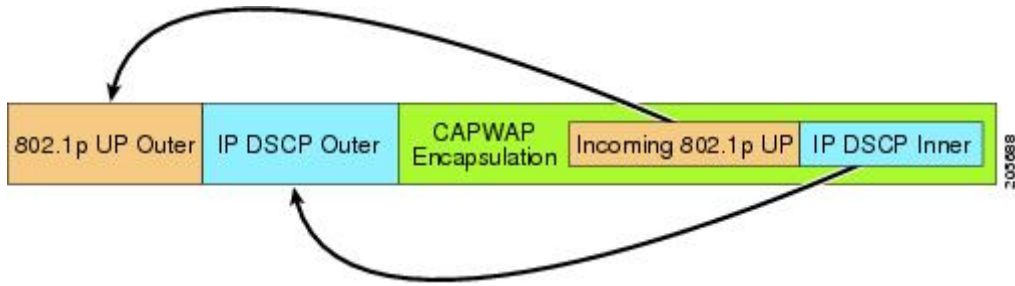 802.1p UP Outer
IP DSCP Outer
CAPWAP
Encapsulation
Incoming 802.1p UP
IP DSCP Inner
205688